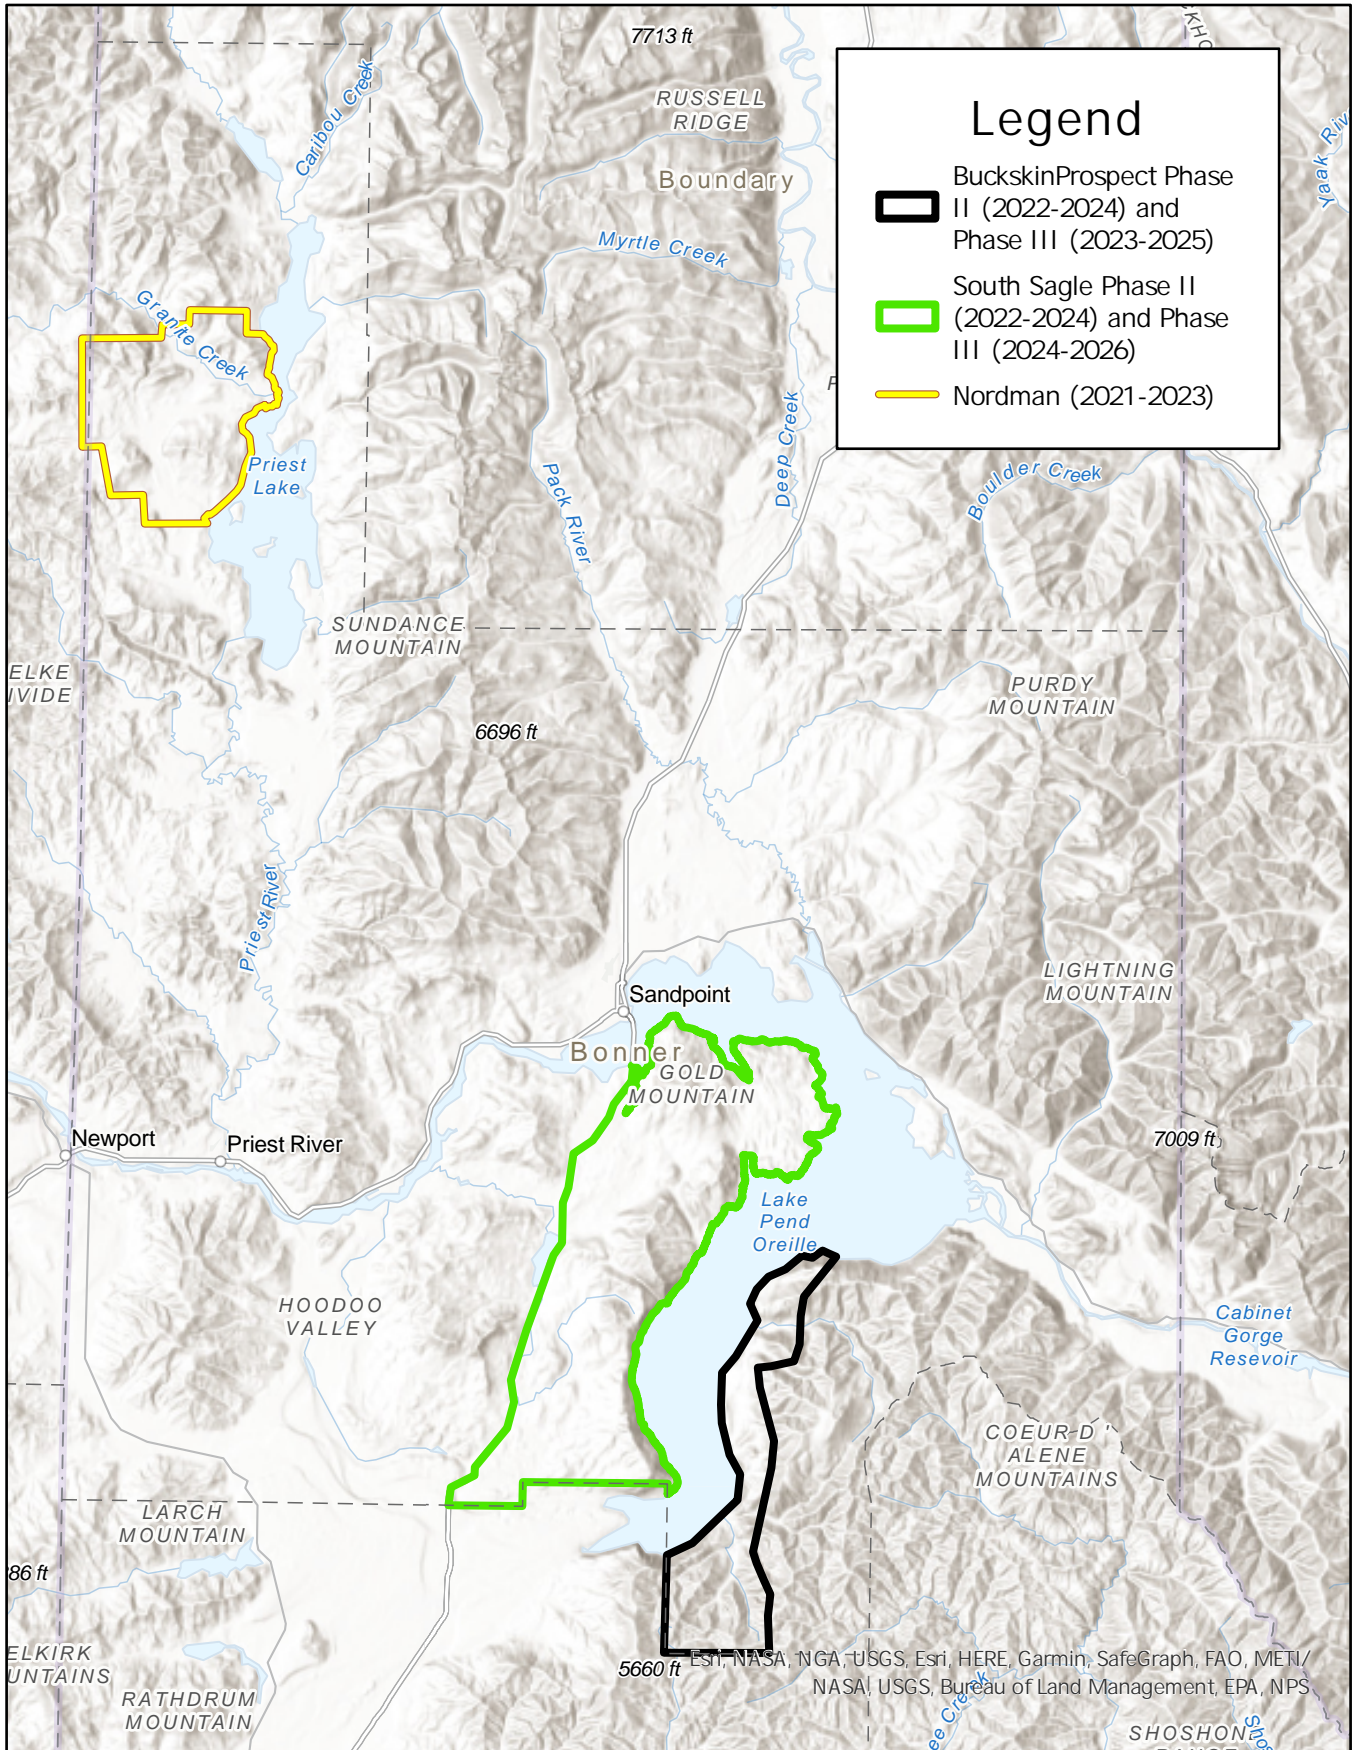 7713 ft
RUSSELL
RIDGE
Boundary
Caribou Creek
Myrtle Creek
Granite Creek
Legend
BuckskinProspect Phase
II (2022-2024) and
Phase III (2023-2025)
South Sagle Phase II
(2022-2024) and Phase
III (2024-2026)
Nordman (2021-2023)
Yaak Riv
Deep Creek
Boulder Creek
Pack River
Priest
Lake
SUNDANCE
MOUNTAIN
ELKE
IVIDE
PURDY
MOUNTAIN
6696 ft
Priest River
LIGHTNING
MOUNTAIN
Sandpoint
Bonner
GOLD
MOUNTAIN
Newport
Priest River
7009 ft
Lake
Pend
Oreille
HOODOO
VALLEY
Cabinet
Gorge
Resevoir
COEUR D '
ALENE
MOUNTAINS
LARCH
MOUNTAIN
86 ft
ELKIRK
UNTAINS
RATHDRUM
MOUNTAIN
5660 ft
Esri, NASA, NGA, USGS, Esri, HERE, Garmin, SafeGraph, FAO, METI/
NASA, USGS, Bureau of Land Management, EPA, NPS
ee Creek
SHOSHONE
Sho